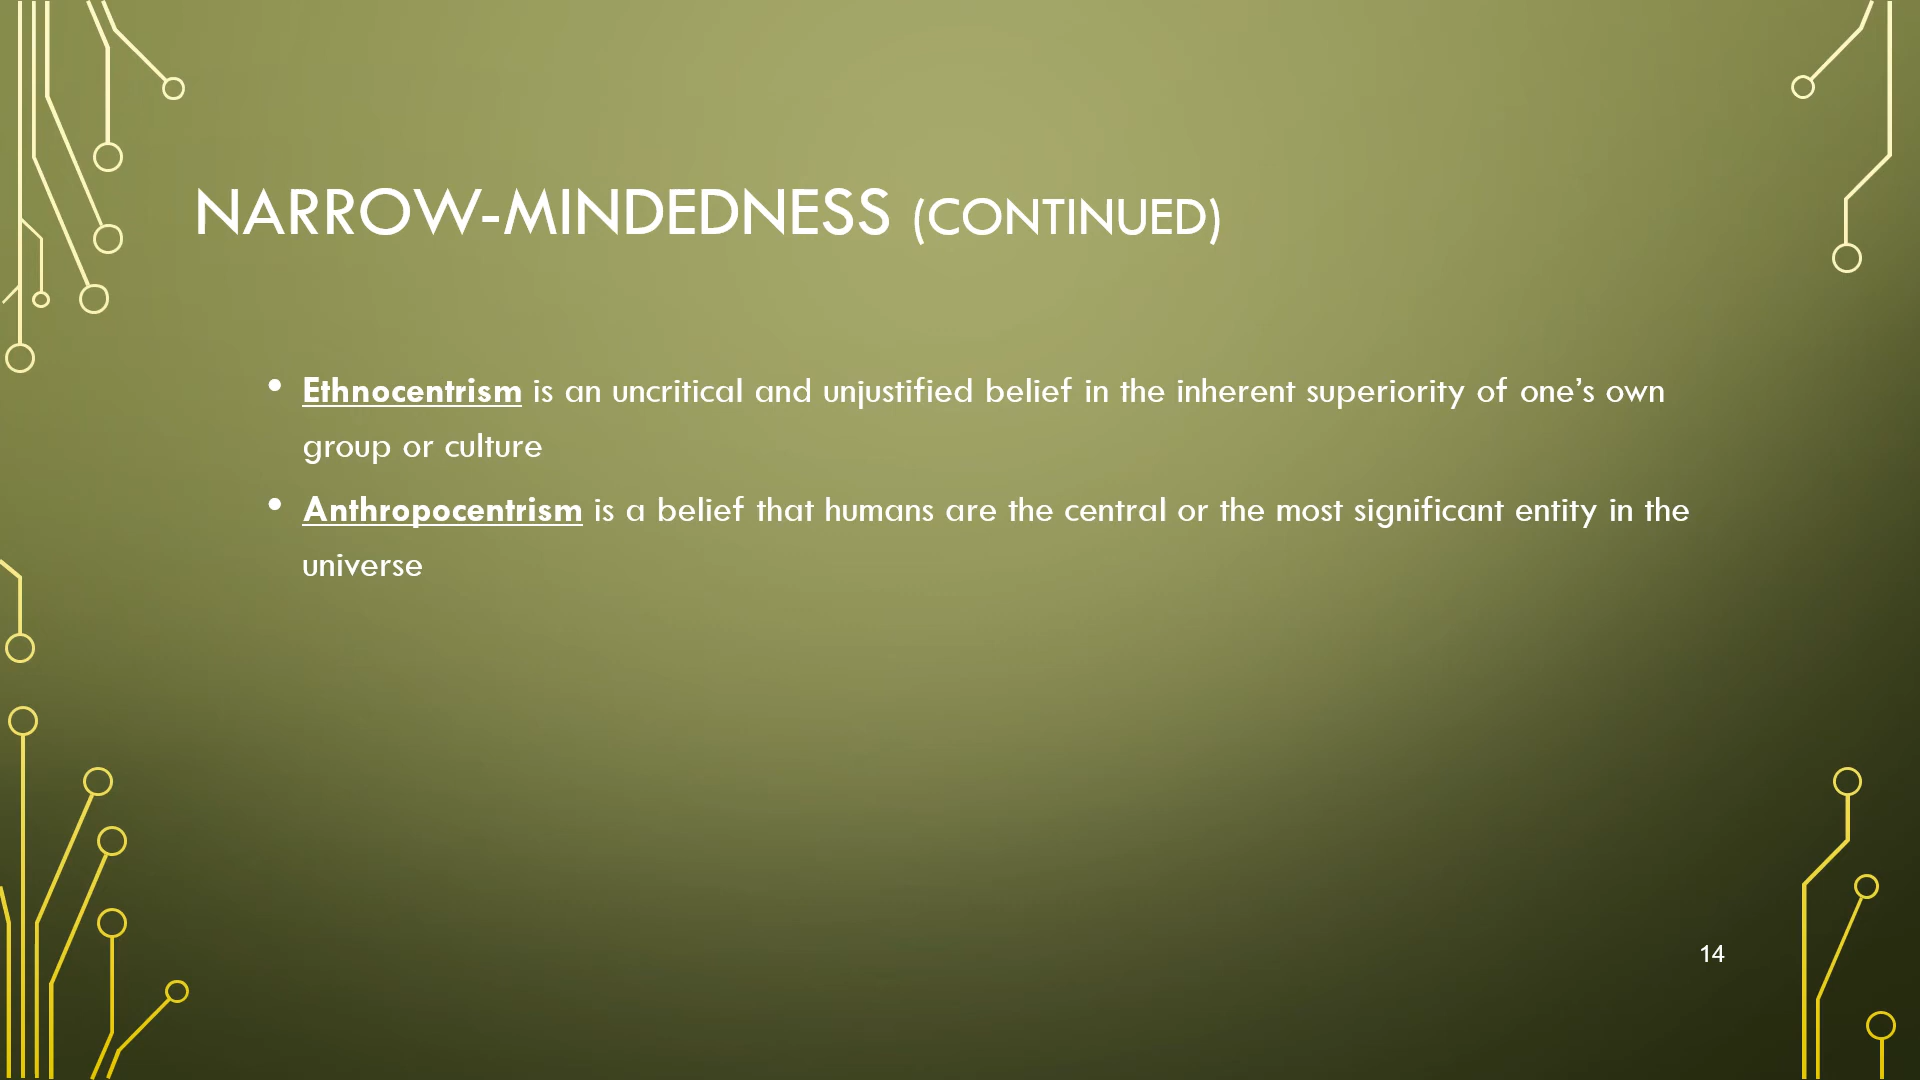 NARROW-MINDEDNESS (CONTINUED)
• Ethnocentrism is an uncritical and unjustified belief in the inherent superiority of one’s own
group or culture
• Anthropocentrism is a belief that humans are the central or the most significant entity in the
universe
14